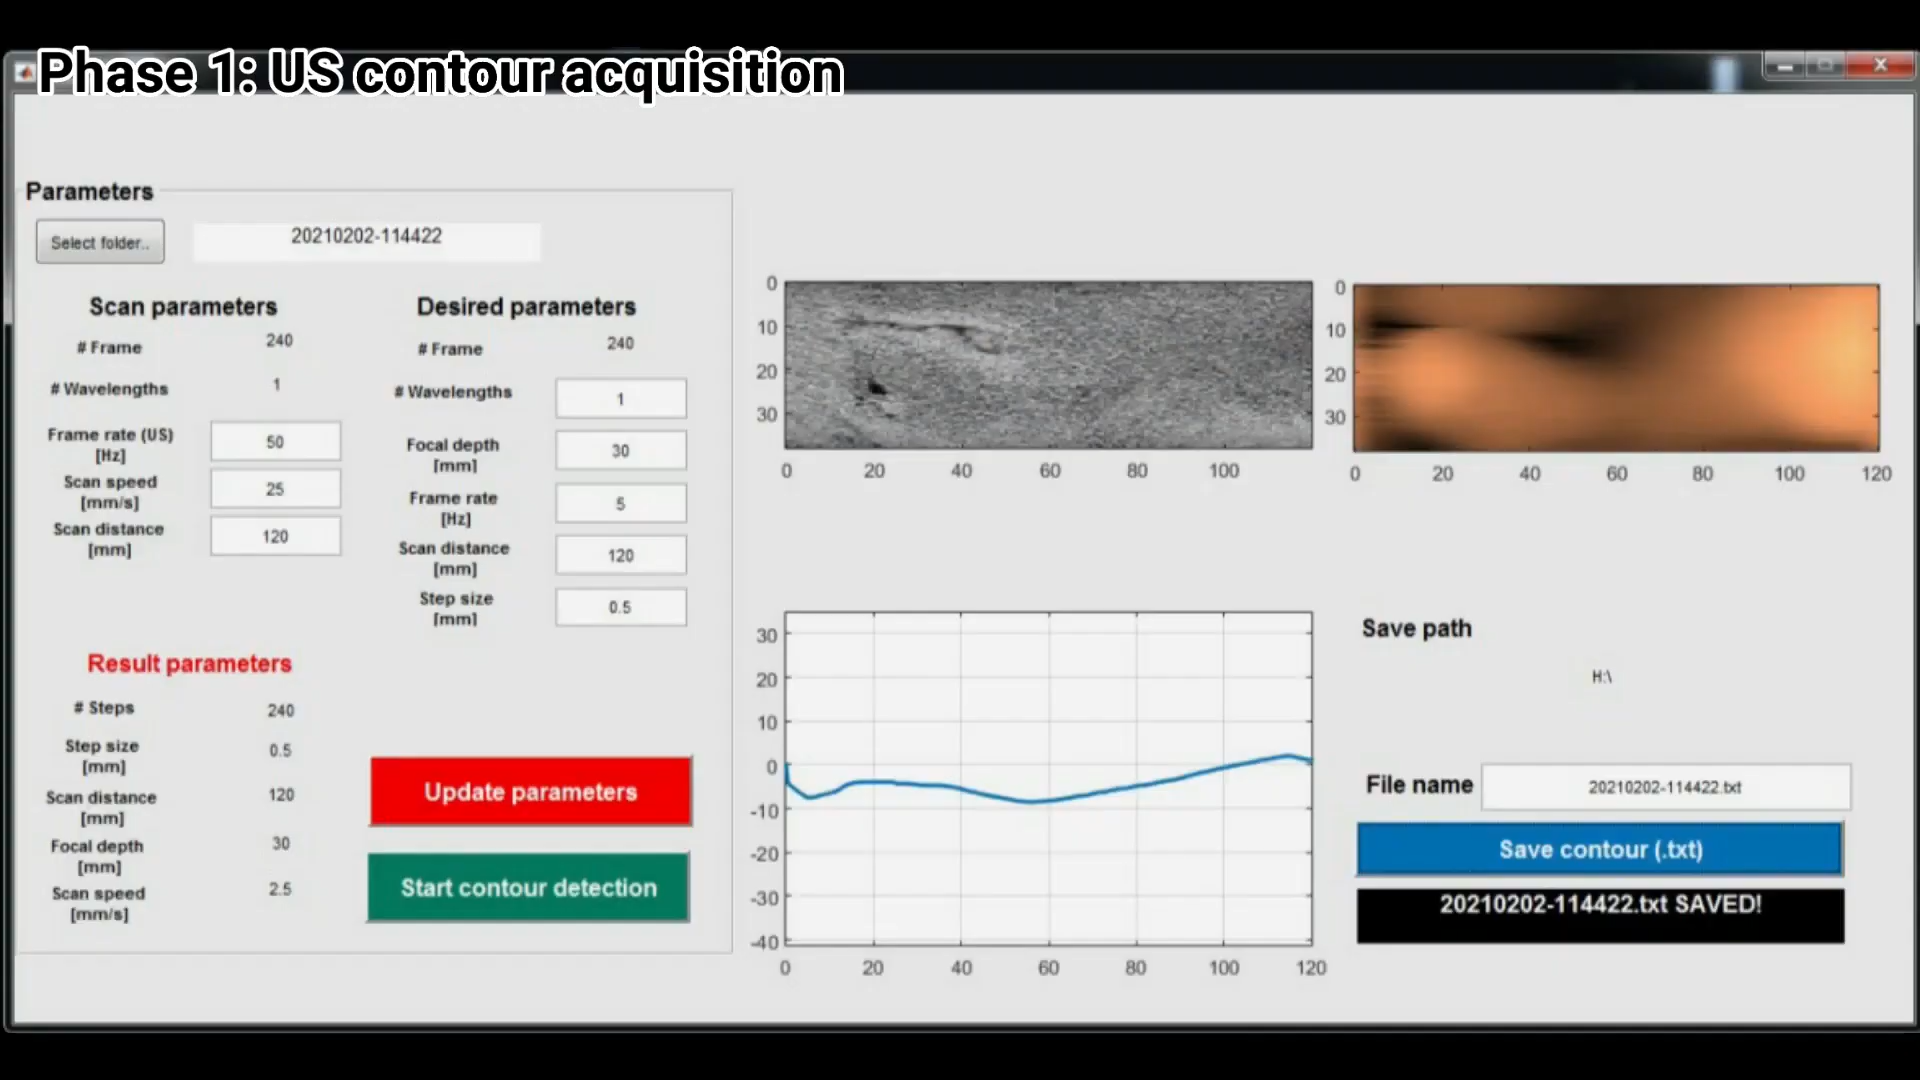 Phase 1: US contour acquisition
Parameters
Select folder..
20210202-114422
Scan parameters
# Frame
240
# Wavelengths
1
Frame rate (US)
[Hz]
50
Scan speed
[mm/s]
25
Scan distance
[mm]
120
Desired parameters
# Frame
240
# Wavelengths
1
Focal depth
[mm]
30
Frame rate
[Hz]
5
Scan distance
[mm]
120
Step size
[mm]
0.5
Result parameters
# Steps
240
Step size
[mm]
0.5
Scan distance
[mm]
120
Focal depth
[mm]
30
Scan speed
[mm/s]
2.5
Update parameters
Start contour detection
0
10
20
30
0 20 40 60 80 100
0
10
20
30
0 20 40 60 80 100 120
30
20
10
0
-10
-20
-30
-40
0 20 40 60 80 100 120
Save path
H:\
File name
20210202-114422.txt
Save contour (.txt)
20210202-114422.txt SAVED!